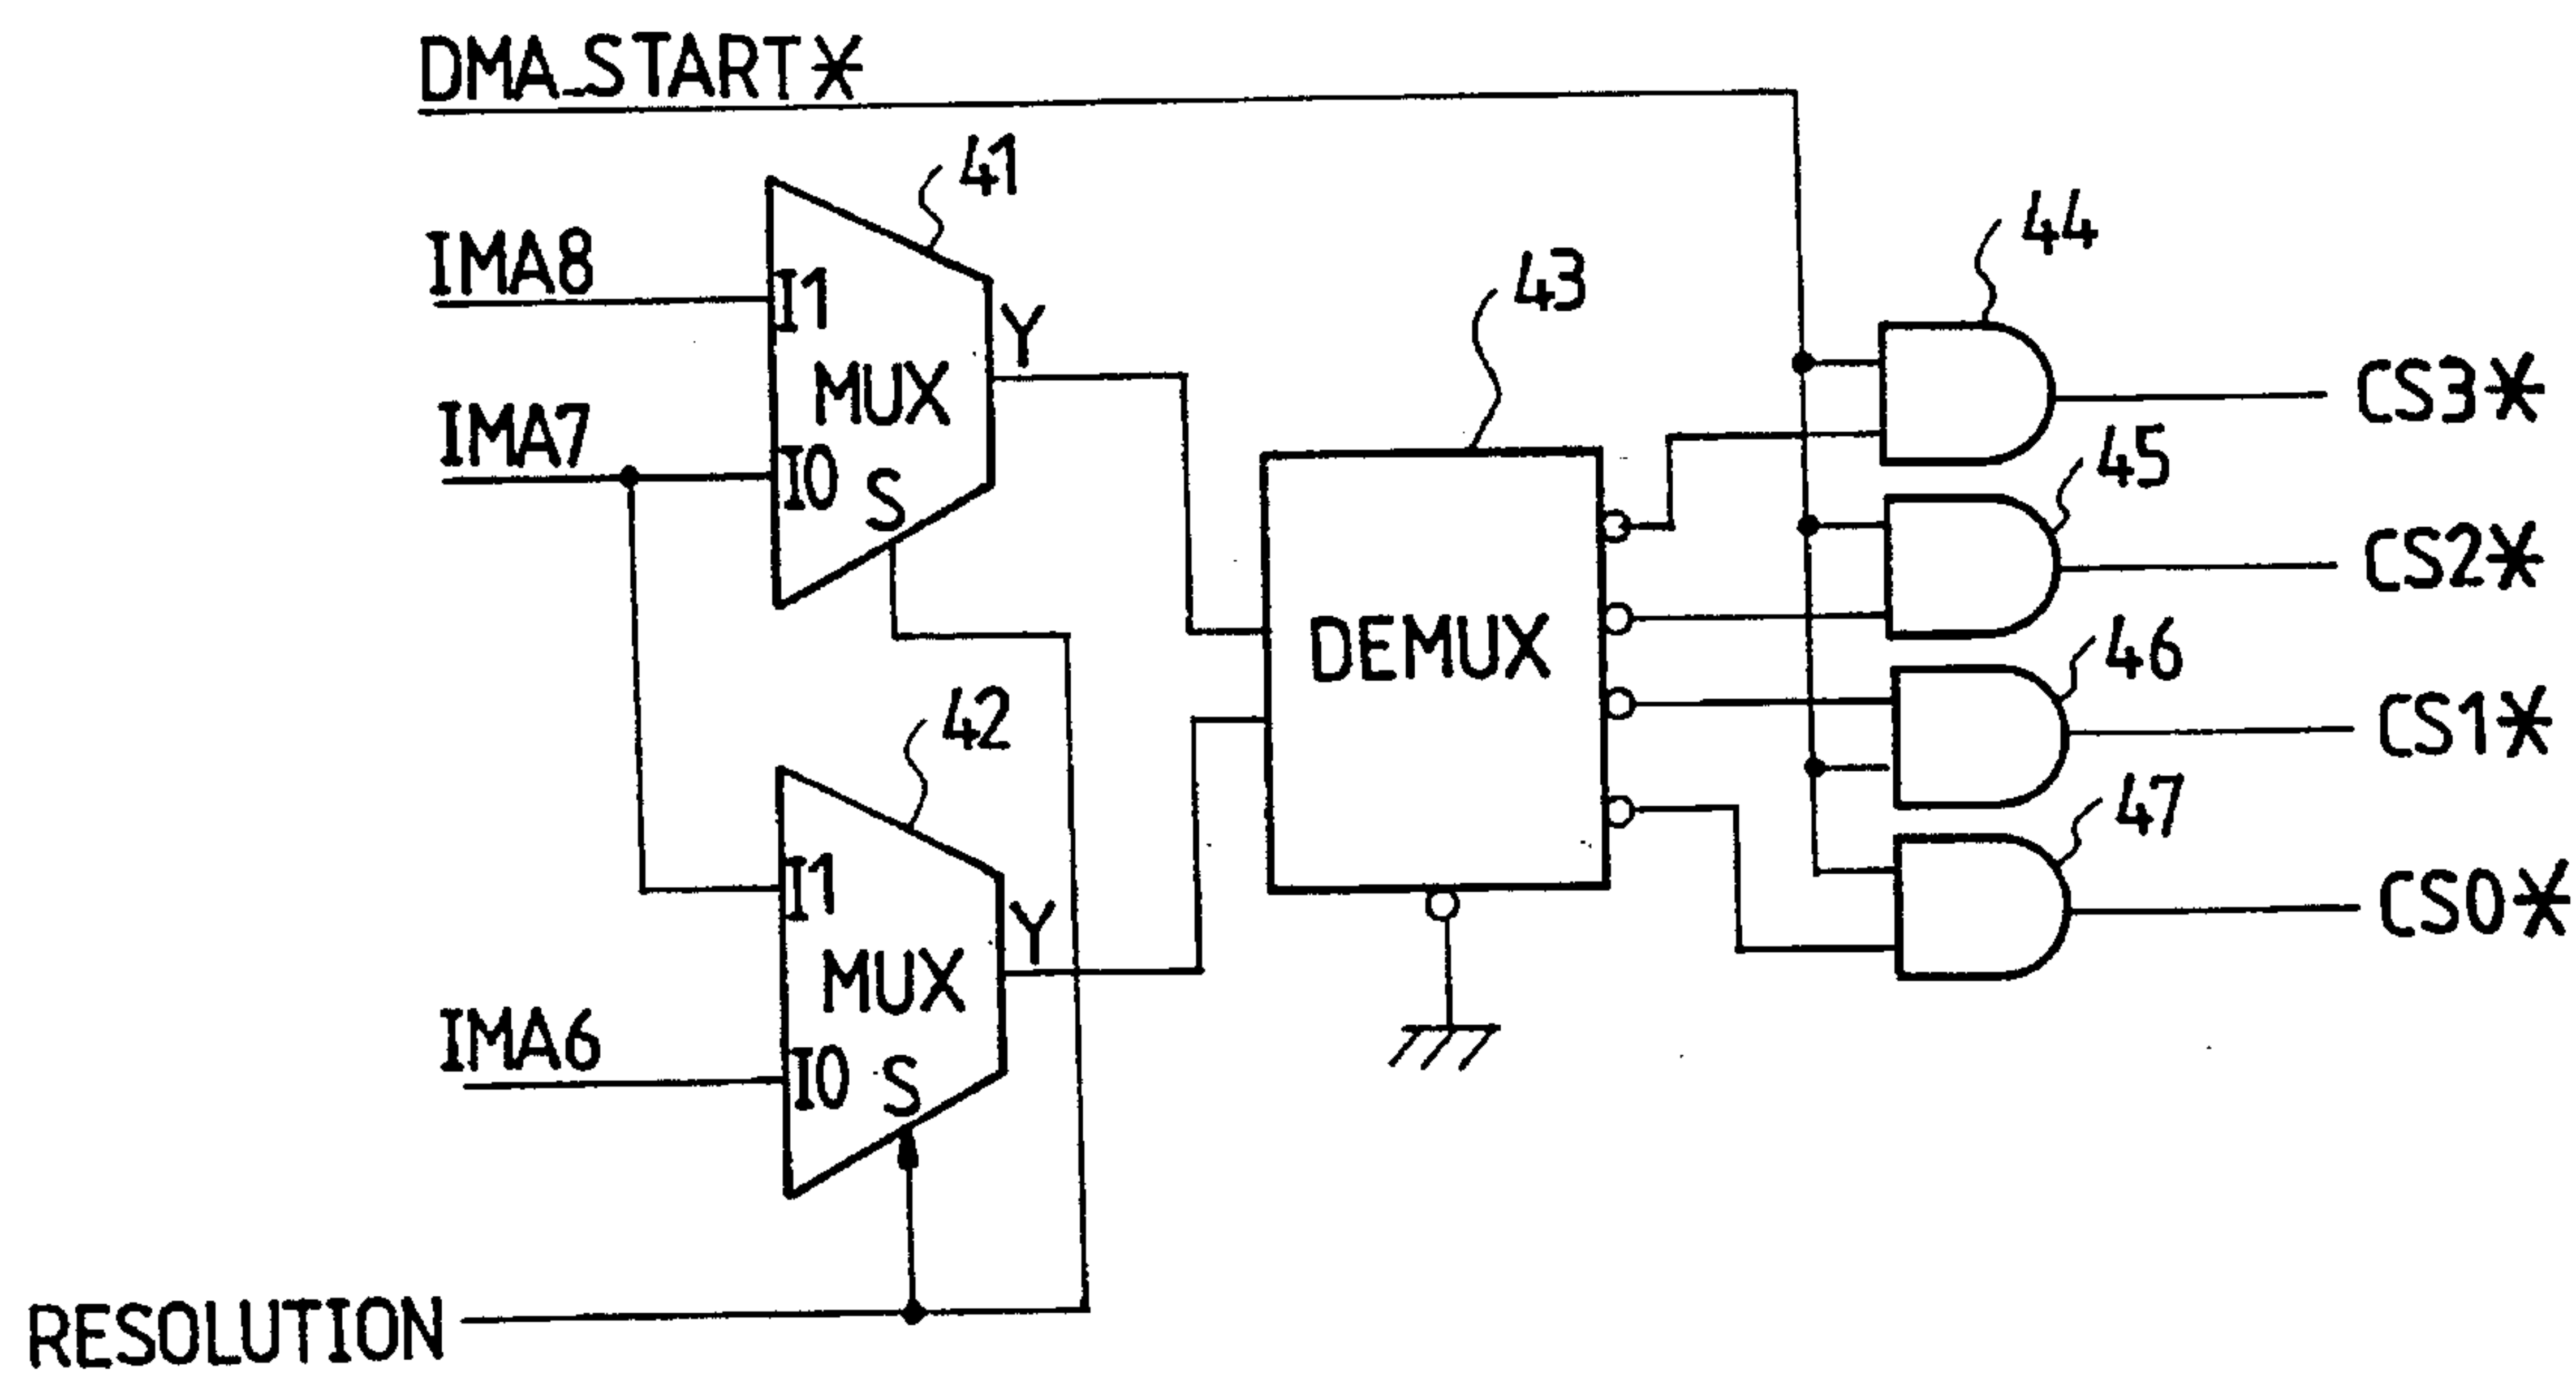 DMA_START*
41
IMA8
I1
Y
MUX
IMA7
I0
S
43
44
CS3*
45
CS2*
DEMUX
46
CS1*
47
CS0*
42
I1
Y
MUX
IMA6
I0
S
RESOLUTION